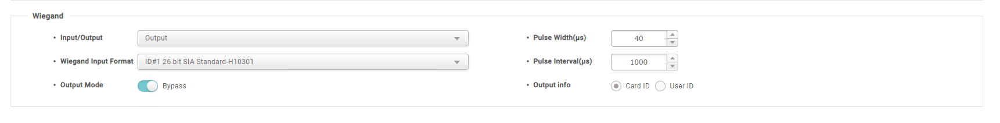 Wiegand
• Input/Output Output • Pulse Width(µs) 40
• Wiegand Input Format ID#1 26 bit SIA Standard-H10301 • Pulse Interval(µs) 1000
• Output Mode Bypass • Output info Card ID User ID